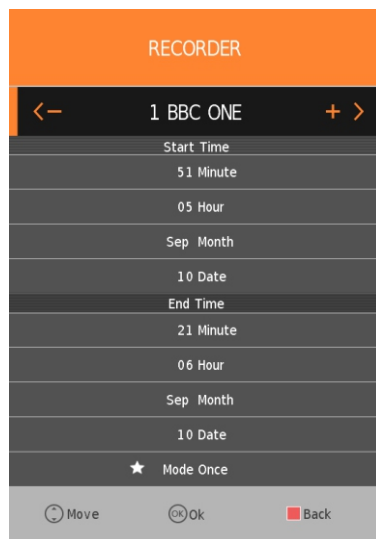 RECORDER
1 BBC ONE
Start Time
51 Minute
05 Hour
Sep Month
10 Date
End Time
21 Minute
06 Hour
Sep Month
10 Date
Mode Once
Move OK Ok Back